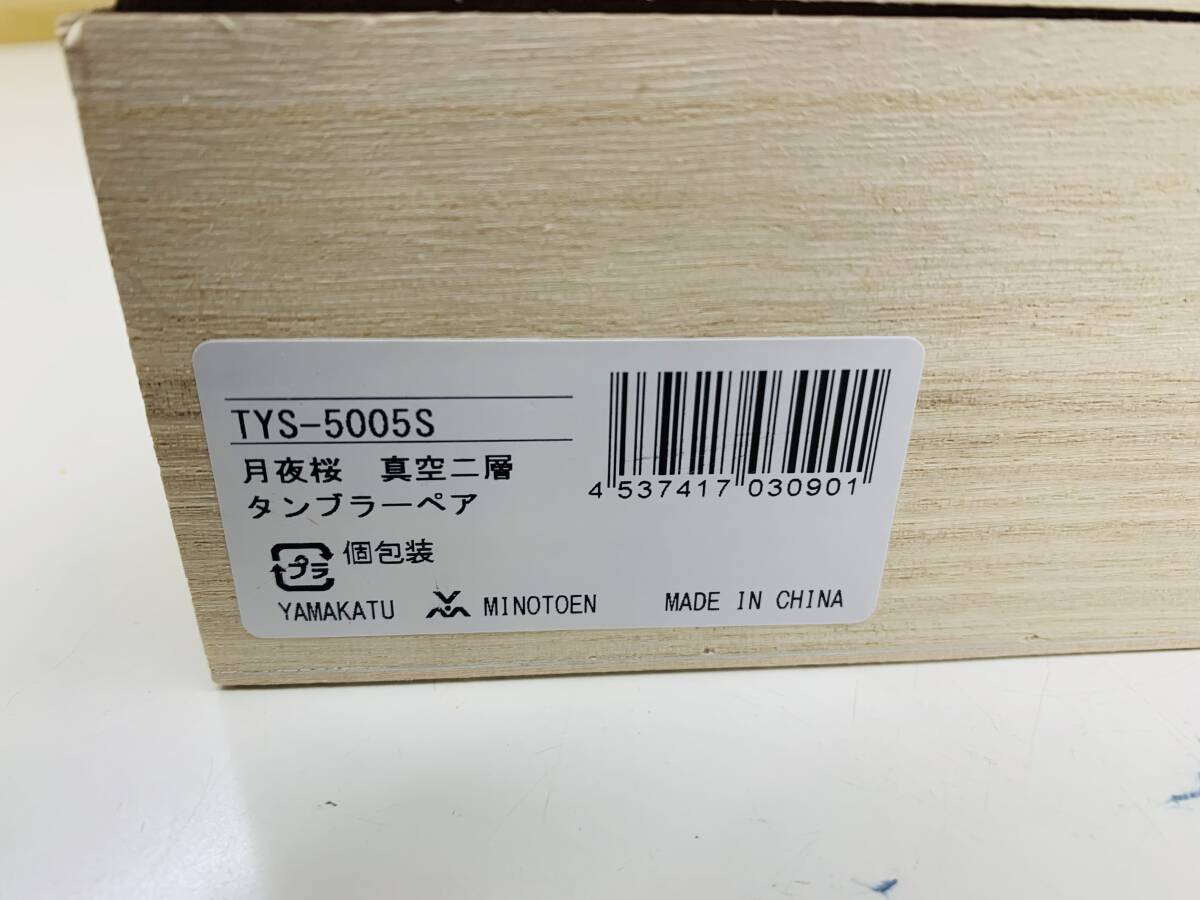 TYS-5005S
月夜桜　真空二層
タンブラーペア
プラ 個包装
YAMAKATU MINOTOEN MADE IN CHINA
4 537417 030901